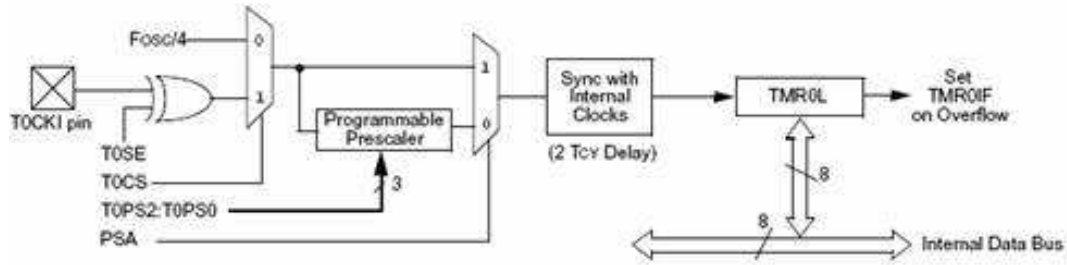 Fosc/4
0
1
T0CKI pin
T0SE
T0CS
T0PS2:T0PS0
PSA
Programmable
Prescaler
3
1
0
Sync with
Internal
Clocks
(2 TCY Delay)
TMR0L
Set
TMR0IF
on Overflow
8
8
Internal Data Bus